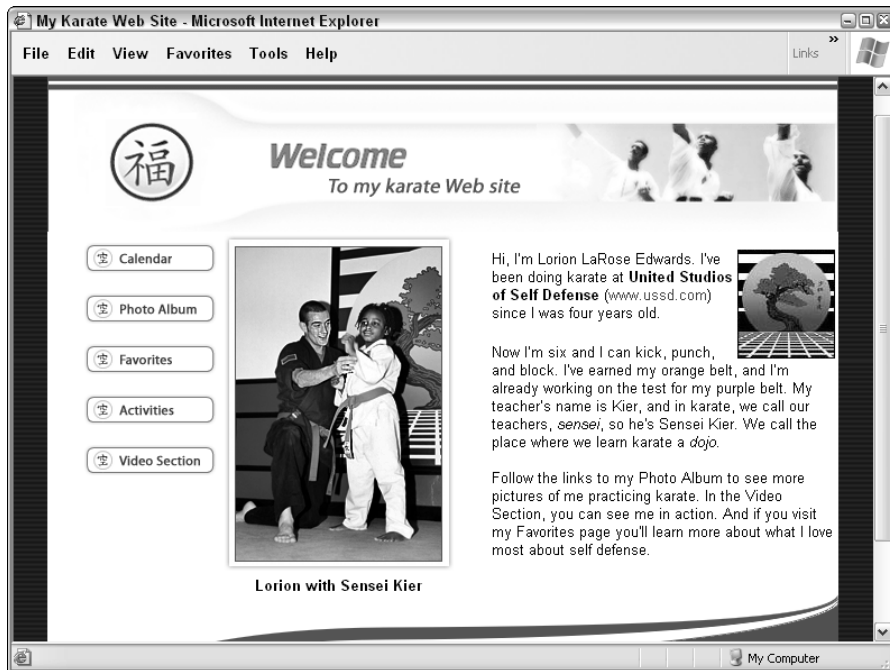 My Karate Web Site - Microsoft Internet Explorer
File Edit View Favorites Tools Help
Links »
福
Welcome
To my karate Web site
空 Calendar
空 Photo Album
空 Favorites
空 Activities
空 Video Section
Lorion with Sensei Kier
Hi, I'm Lorion LaRose Edwards. I've
been doing karate at United Studios
of Self Defense (www.ussd.com)
since I was four years old.
Now I'm six and I can kick, punch,
and block. I've earned my orange belt, and I'm
already working on the test for my purple belt. My
teacher's name is Kier, and in karate, we call our
teachers, sensei, so he's Sensei Kier. We call the
place where we learn karate a dojo.
Follow the links to my Photo Album to see more
pictures of me practicing karate. In the Video
Section, you can see me in action. And if you visit
my Favorites page you'll learn more about what I love
most about self defense.
My Computer